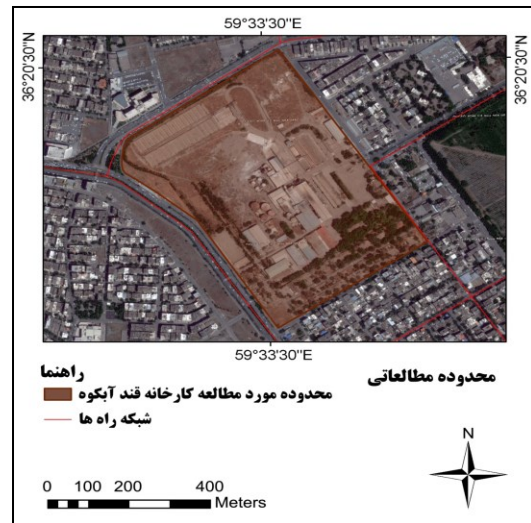 59°33'30"E
36°20'30"N
36°20'30"N
59°33'30"E
محدوده مطالعاتی
راهنما
محدوده مورد مطالعه کارخانه قند آبکوه
شبکه راه ها
N
0 100 200 400
Meters